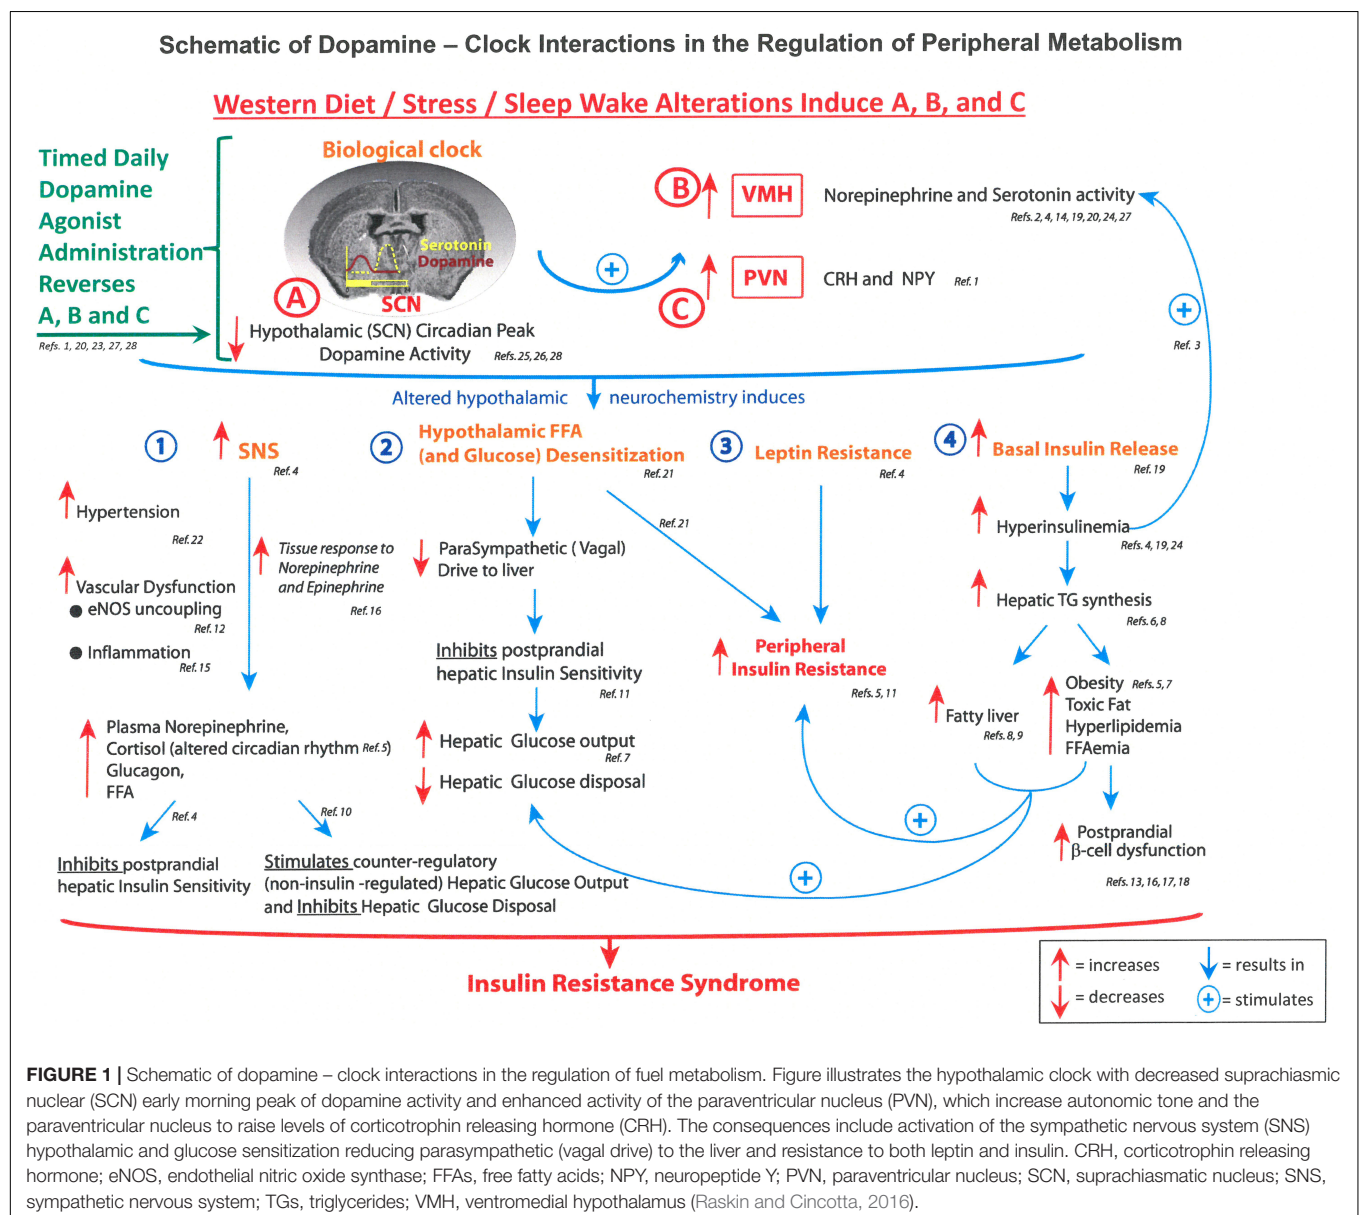 Schematic of Dopamine – Clock Interactions in the Regulation of Peripheral Metabolism
Western Diet / Stress / Sleep Wake Alterations Induce A, B, and C
Timed Daily
Dopamine
Agonist
Administration
Reverses
A, B and C
Refs. 1, 20, 23, 27, 28
Biological clock
Serotonin
Dopamine
A
SCN
Hypothalamic (SCN) Circadian Peak
Dopamine Activity Refs. 25, 26, 28
+
B
VMH
Norepinephrine and Serotonin activity
Refs. 2, 4, 14, 19, 20, 24, 27
C
PVN
CRH and NPY Ref. 1
+
Ref. 3
Altered hypothalamic neurochemistry induces
1
SNS
Ref. 4
Hypertension
Ref. 22
Vascular Dysfunction
● eNOS uncoupling
Ref. 12
● Inflammation
Ref. 15
Tissue response to
Norepinephrine
and Epinephrine
Ref. 16
Plasma Norepinephrine,
Cortisol (altered circadian rhythm Ref. 5)
Glucagon,
FFA
Ref. 4
Ref. 10
Inhibits postprandial
hepatic Insulin Sensitivity
Stimulates counter-regulatory
(non-insulin -regulated) Hepatic Glucose Output
and Inhibits Hepatic Glucose Disposal
2
Hypothalamic FFA
(and Glucose) Desensitization
Ref. 21
Ref. 21
ParaSympathetic ( Vagal)
Drive to liver
Inhibits postprandial
hepatic Insulin Sensitivity
Ref. 11
Hepatic Glucose output
Ref. 7
Hepatic Glucose disposal
3
Leptin Resistance
Ref. 4
Peripheral
Insulin Resistance
Refs. 5, 11
4
Basal Insulin Release
Ref. 19
Hyperinsulinemia
Refs. 4, 19, 24
Hepatic TG synthesis
Refs. 6, 8
Fatty liver
Refs. 8, 9
Obesity Refs. 5, 7
Toxic Fat
Hyperlipidemia
FFAemia
+
+
Postprandial
β-cell dysfunction
Refs. 13, 16, 17, 18
Insulin Resistance Syndrome
= increases
= results in
= decreases
+ = stimulates
FIGURE 1 | Schematic of dopamine – clock interactions in the regulation of fuel metabolism. Figure illustrates the hypothalamic clock with decreased suprachiasmic
nuclear (SCN) early morning peak of dopamine activity and enhanced activity of the paraventricular nucleus (PVN), which increase autonomic tone and the
paraventricular nucleus to raise levels of corticotrophin releasing hormone (CRH). The consequences include activation of the sympathetic nervous system (SNS)
hypothalamic and glucose sensitization reducing parasympathetic (vagal drive) to the liver and resistance to both leptin and insulin. CRH, corticotrophin releasing
hormone; eNOS, endothelial nitric oxide synthase; FFAs, free fatty acids; NPY, neuropeptide Y; PVN, paraventricular nucleus; SCN, suprachiasmatic nucleus; SNS,
sympathetic nervous system; TGs, triglycerides; VMH, ventromedial hypothalamus (Raskin and Cincotta, 2016).